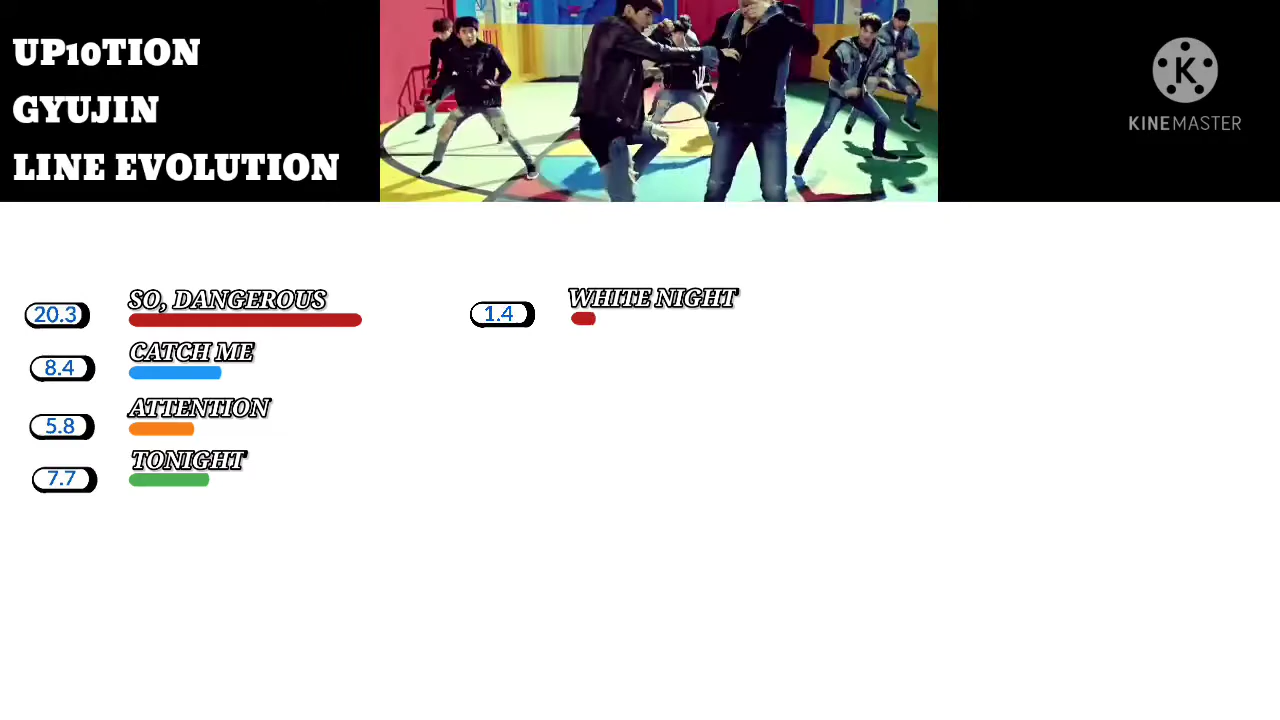 UP10TION
GYUJIN
LINE EVOLUTION
K
KINEMASTER
20.3
SO, DANGEROUS
8.4
CATCH ME
5.8
ATTENTION
7.7
TONIGHT
1.4
WHITE NIGHT